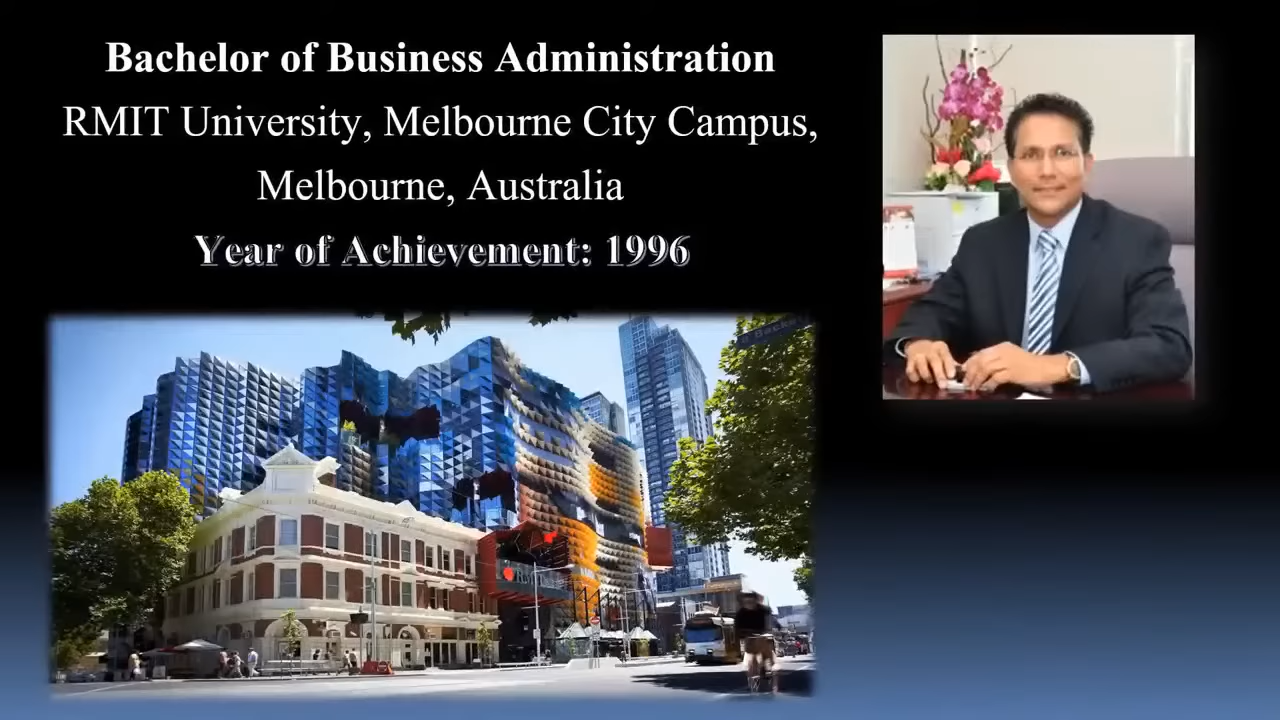 Bachelor of Business Administration
RMIT University, Melbourne City Campus,
Melbourne, Australia
Year of Achievement: 1996